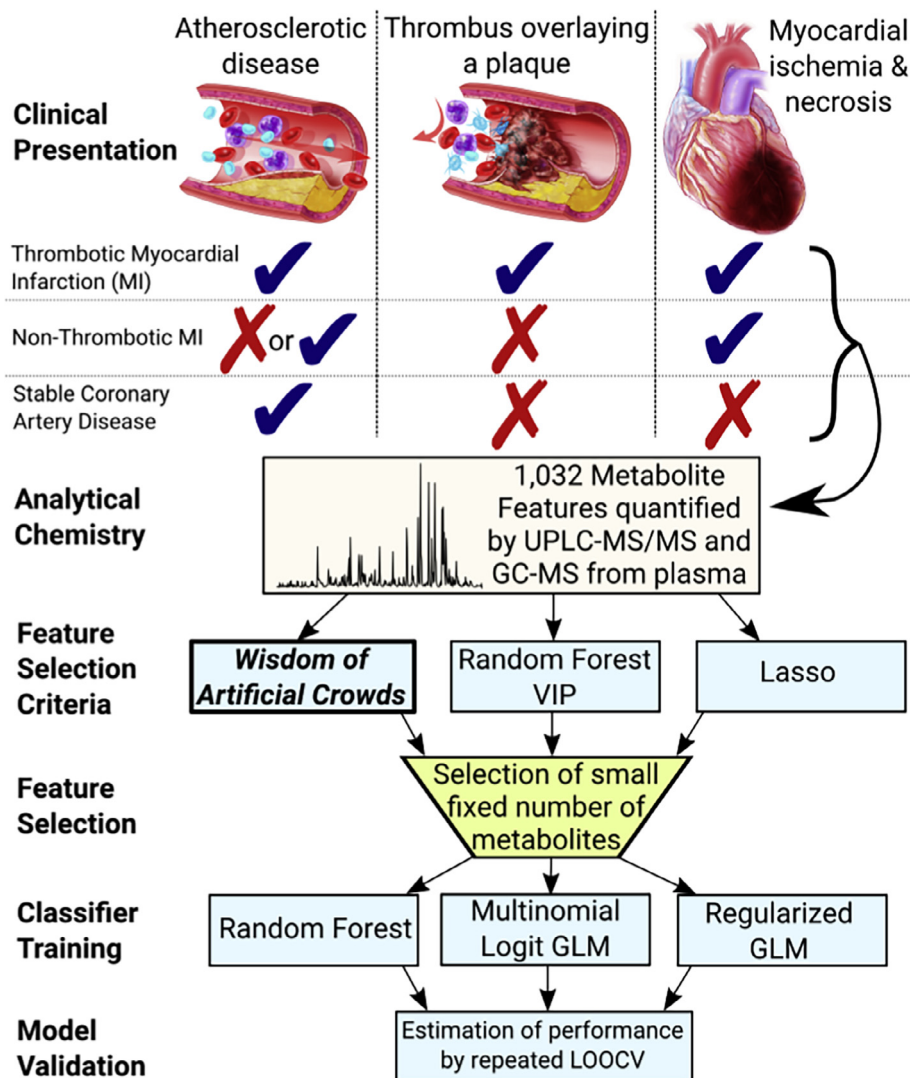 Atherosclerotic
disease
Thrombus overlaying
a plaque
Myocardial
ischemia &
necrosis
Clinical
Presentation
Thrombotic Myocardial
Infarction (MI)
Non-Thrombotic MI
or
Stable Coronary
Artery Disease
Analytical
Chemistry
1,032 Metabolite
Features quantified
by UPLC-MS/MS and
GC-MS from plasma
Feature
Selection
Criteria
Wisdom of
Artificial Crowds
Random Forest
VIP
Lasso
Feature
Selection
Selection of small
fixed number of
metabolites
Classifier
Training
Random Forest
Multinomial
Logit GLM
Regularized
GLM
Model
Validation
Estimation of performance
by repeated LOOCV